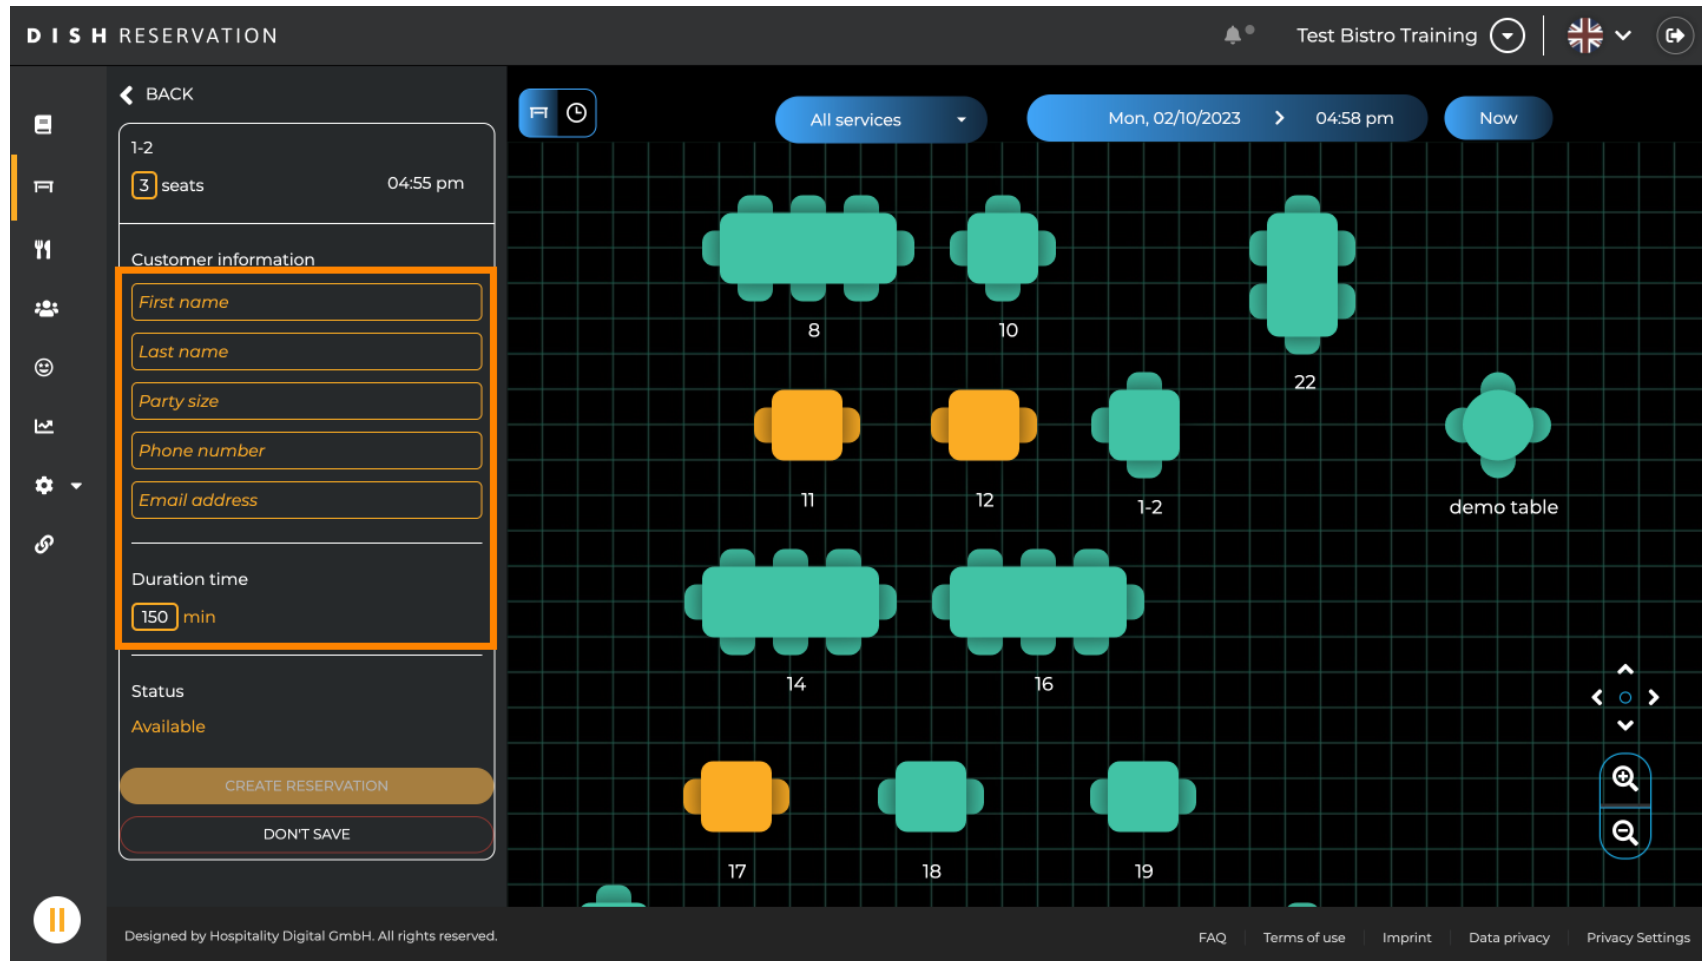 DISH RESERVATION
Test Bistro Training
BACK
1-2
3 seats
04:55 pm
Customer information
First name
Last name
Party size
Phone number
Email address
Duration time
150 min
Status
Available
CREATE RESERVATION
DON'T SAVE
All services
Mon, 02/10/2023
04:58 pm
Now
8
10
22
11
12
1-2
demo table
14
16
17
18
19
Designed by Hospitality Digital GmbH. All rights reserved.
FAQ
Terms of use
Imprint
Data privacy
Privacy Settings